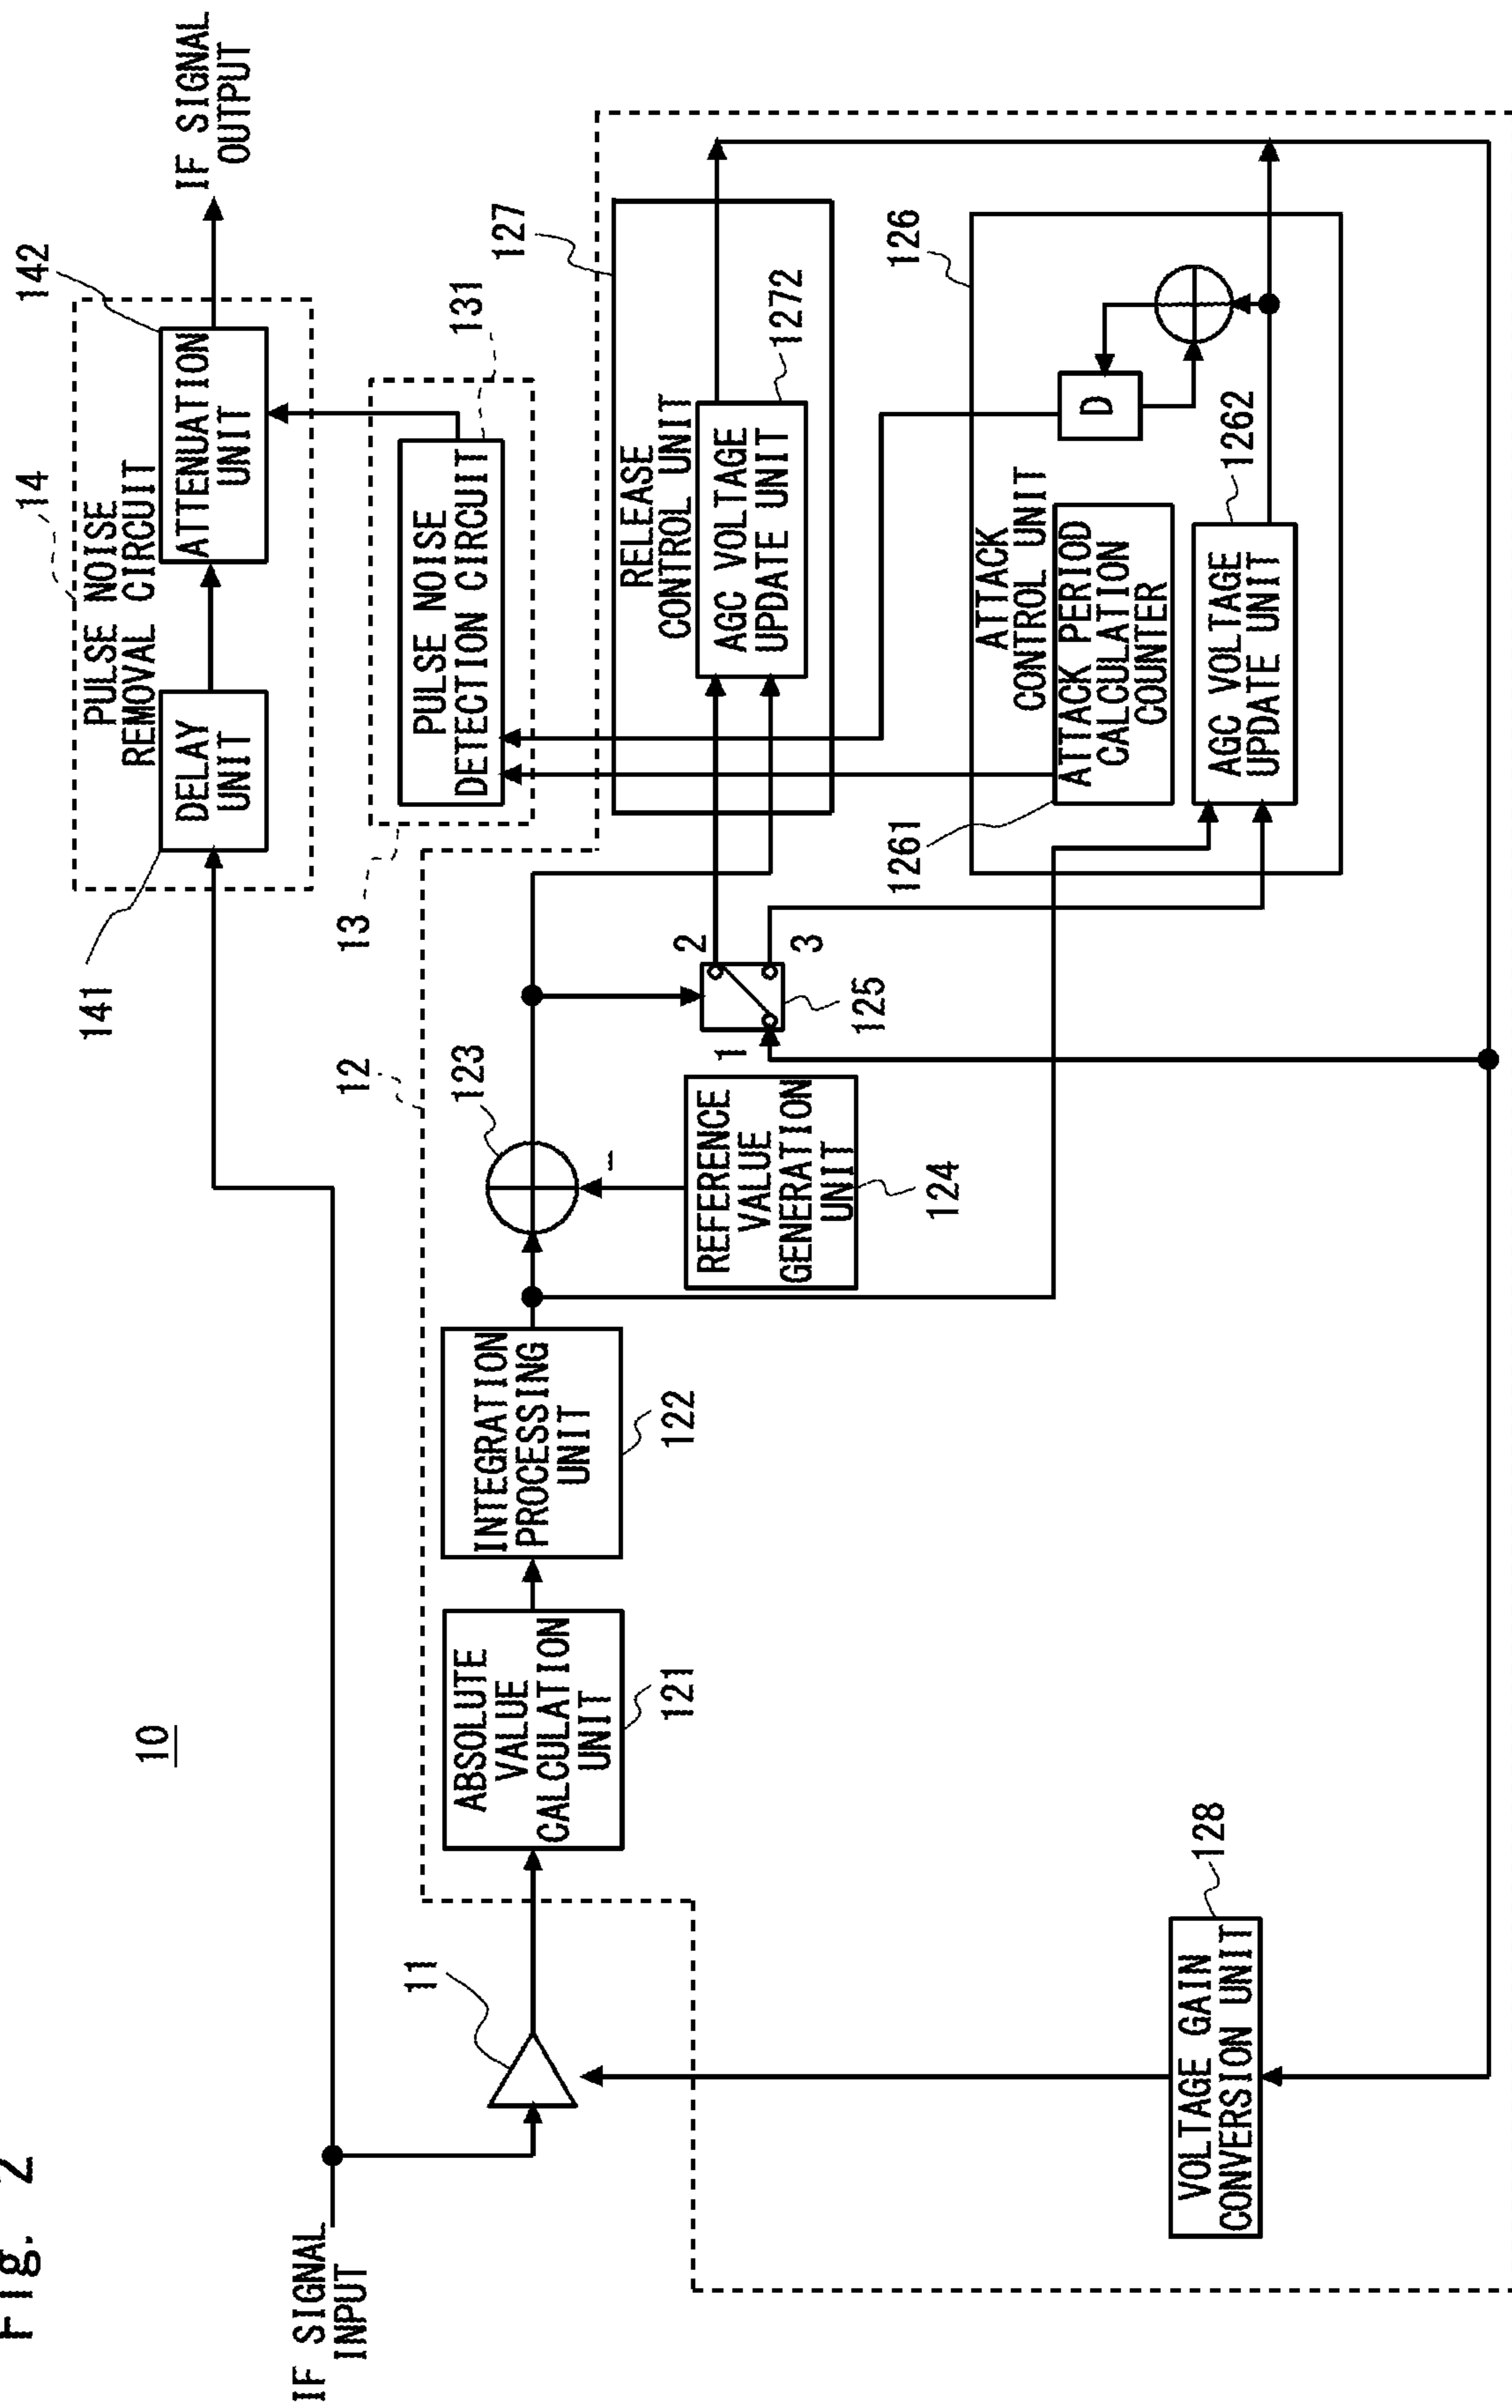 Fig. 2
10
IF SIGNAL
INPUT
11
12
ABSOLUTE
VALUE
CALCULATION
UNIT
121
INTEGRATION
PROCESSING
UNIT
122
123
–
REFERENCE
VALUE
GENERATION
UNIT
124
1
2
3
125
141
14
PULSE NOISE
REMOVAL CIRCUIT
DELAY
UNIT
ATTENUATION
UNIT
142
IF SIGNAL
OUTPUT
13
PULSE NOISE
DETECTION CIRCUIT
131
127
RELEASE
CONTROL UNIT
AGC VOLTAGE
UPDATE UNIT
1272
126
ATTACK
CONTROL UNIT
1261
ATTACK PERIOD
CALCULATION
COUNTER
D
AGC VOLTAGE
UPDATE UNIT
1262
VOLTAGE GAIN
CONVERSION UNIT
128